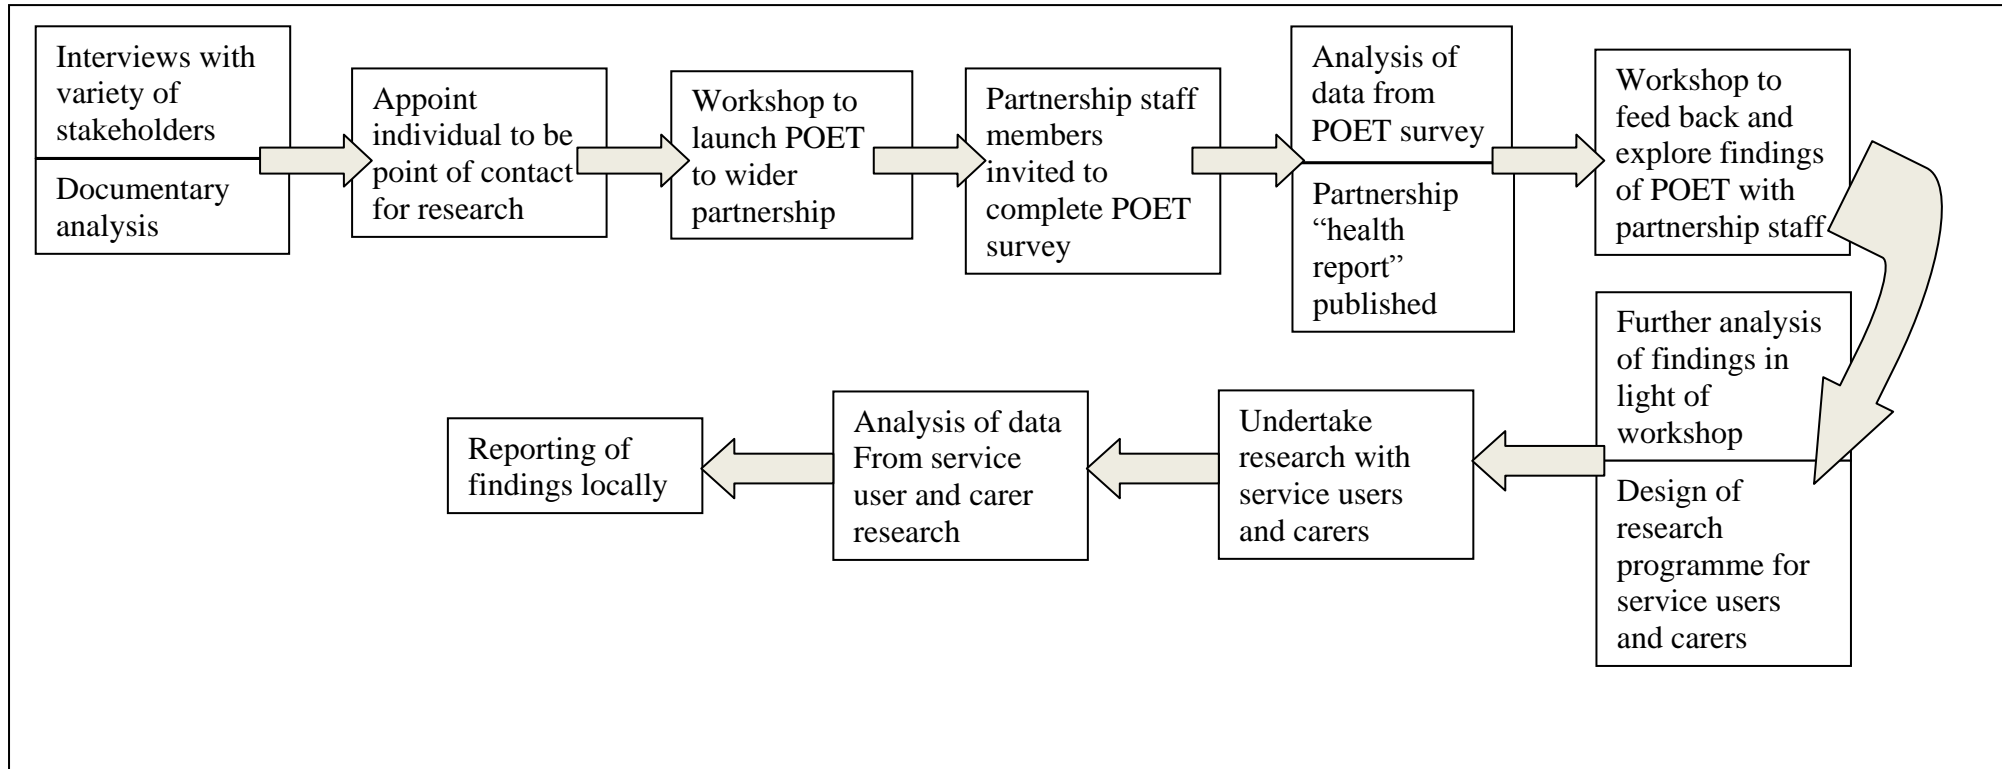 Interviews with
variety of
stakeholders
Documentary
analysis
Appoint
individual to be
point of contact
for research
Workshop to
launch POET
to wider
partnership
Partnership staff
members
invited to
complete POET
survey
Analysis of
data from
POET survey
Partnership
“health
report”
published
Workshop to
feed back and
explore findings
of POET with
partnership staff
Further analysis
of findings in
light of
workshop
Design of
research
programme for
service users
and carers
Undertake
research with
service users
and carers
Analysis of data
From service
user and carer
research
Reporting of
findings locally